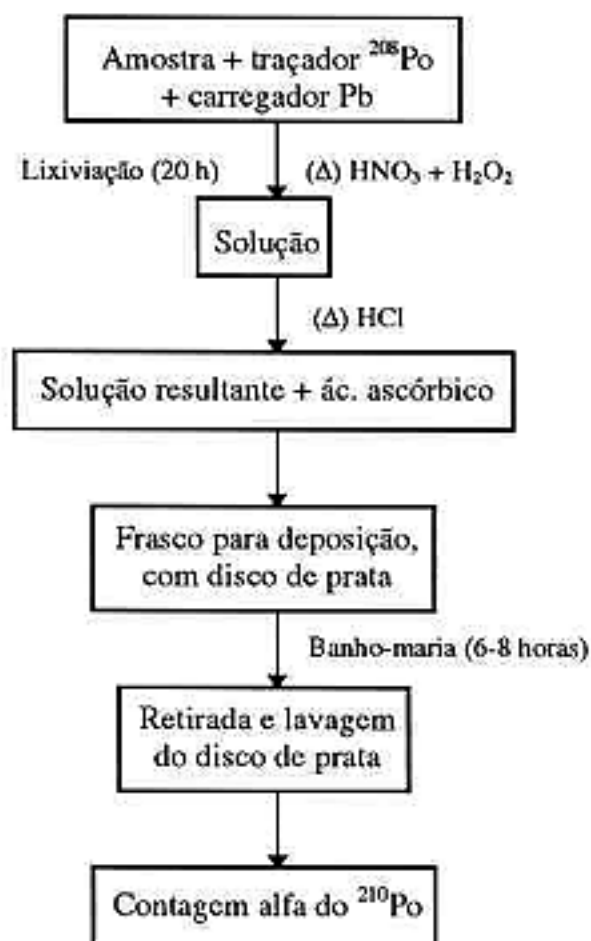 Amostra + traçador ²⁰⁸Po
+ carregador Pb
Lixiviação (20 h) (Δ) HNO₃ + H₂O₂
Solução
(Δ) HCl
Solução resultante + ác. ascórbico
Frasco para deposição,
com disco de prata
Banho-maria (6-8 horas)
Retirada e lavagem
do disco de prata
Contagem alfa do ²¹⁰Po